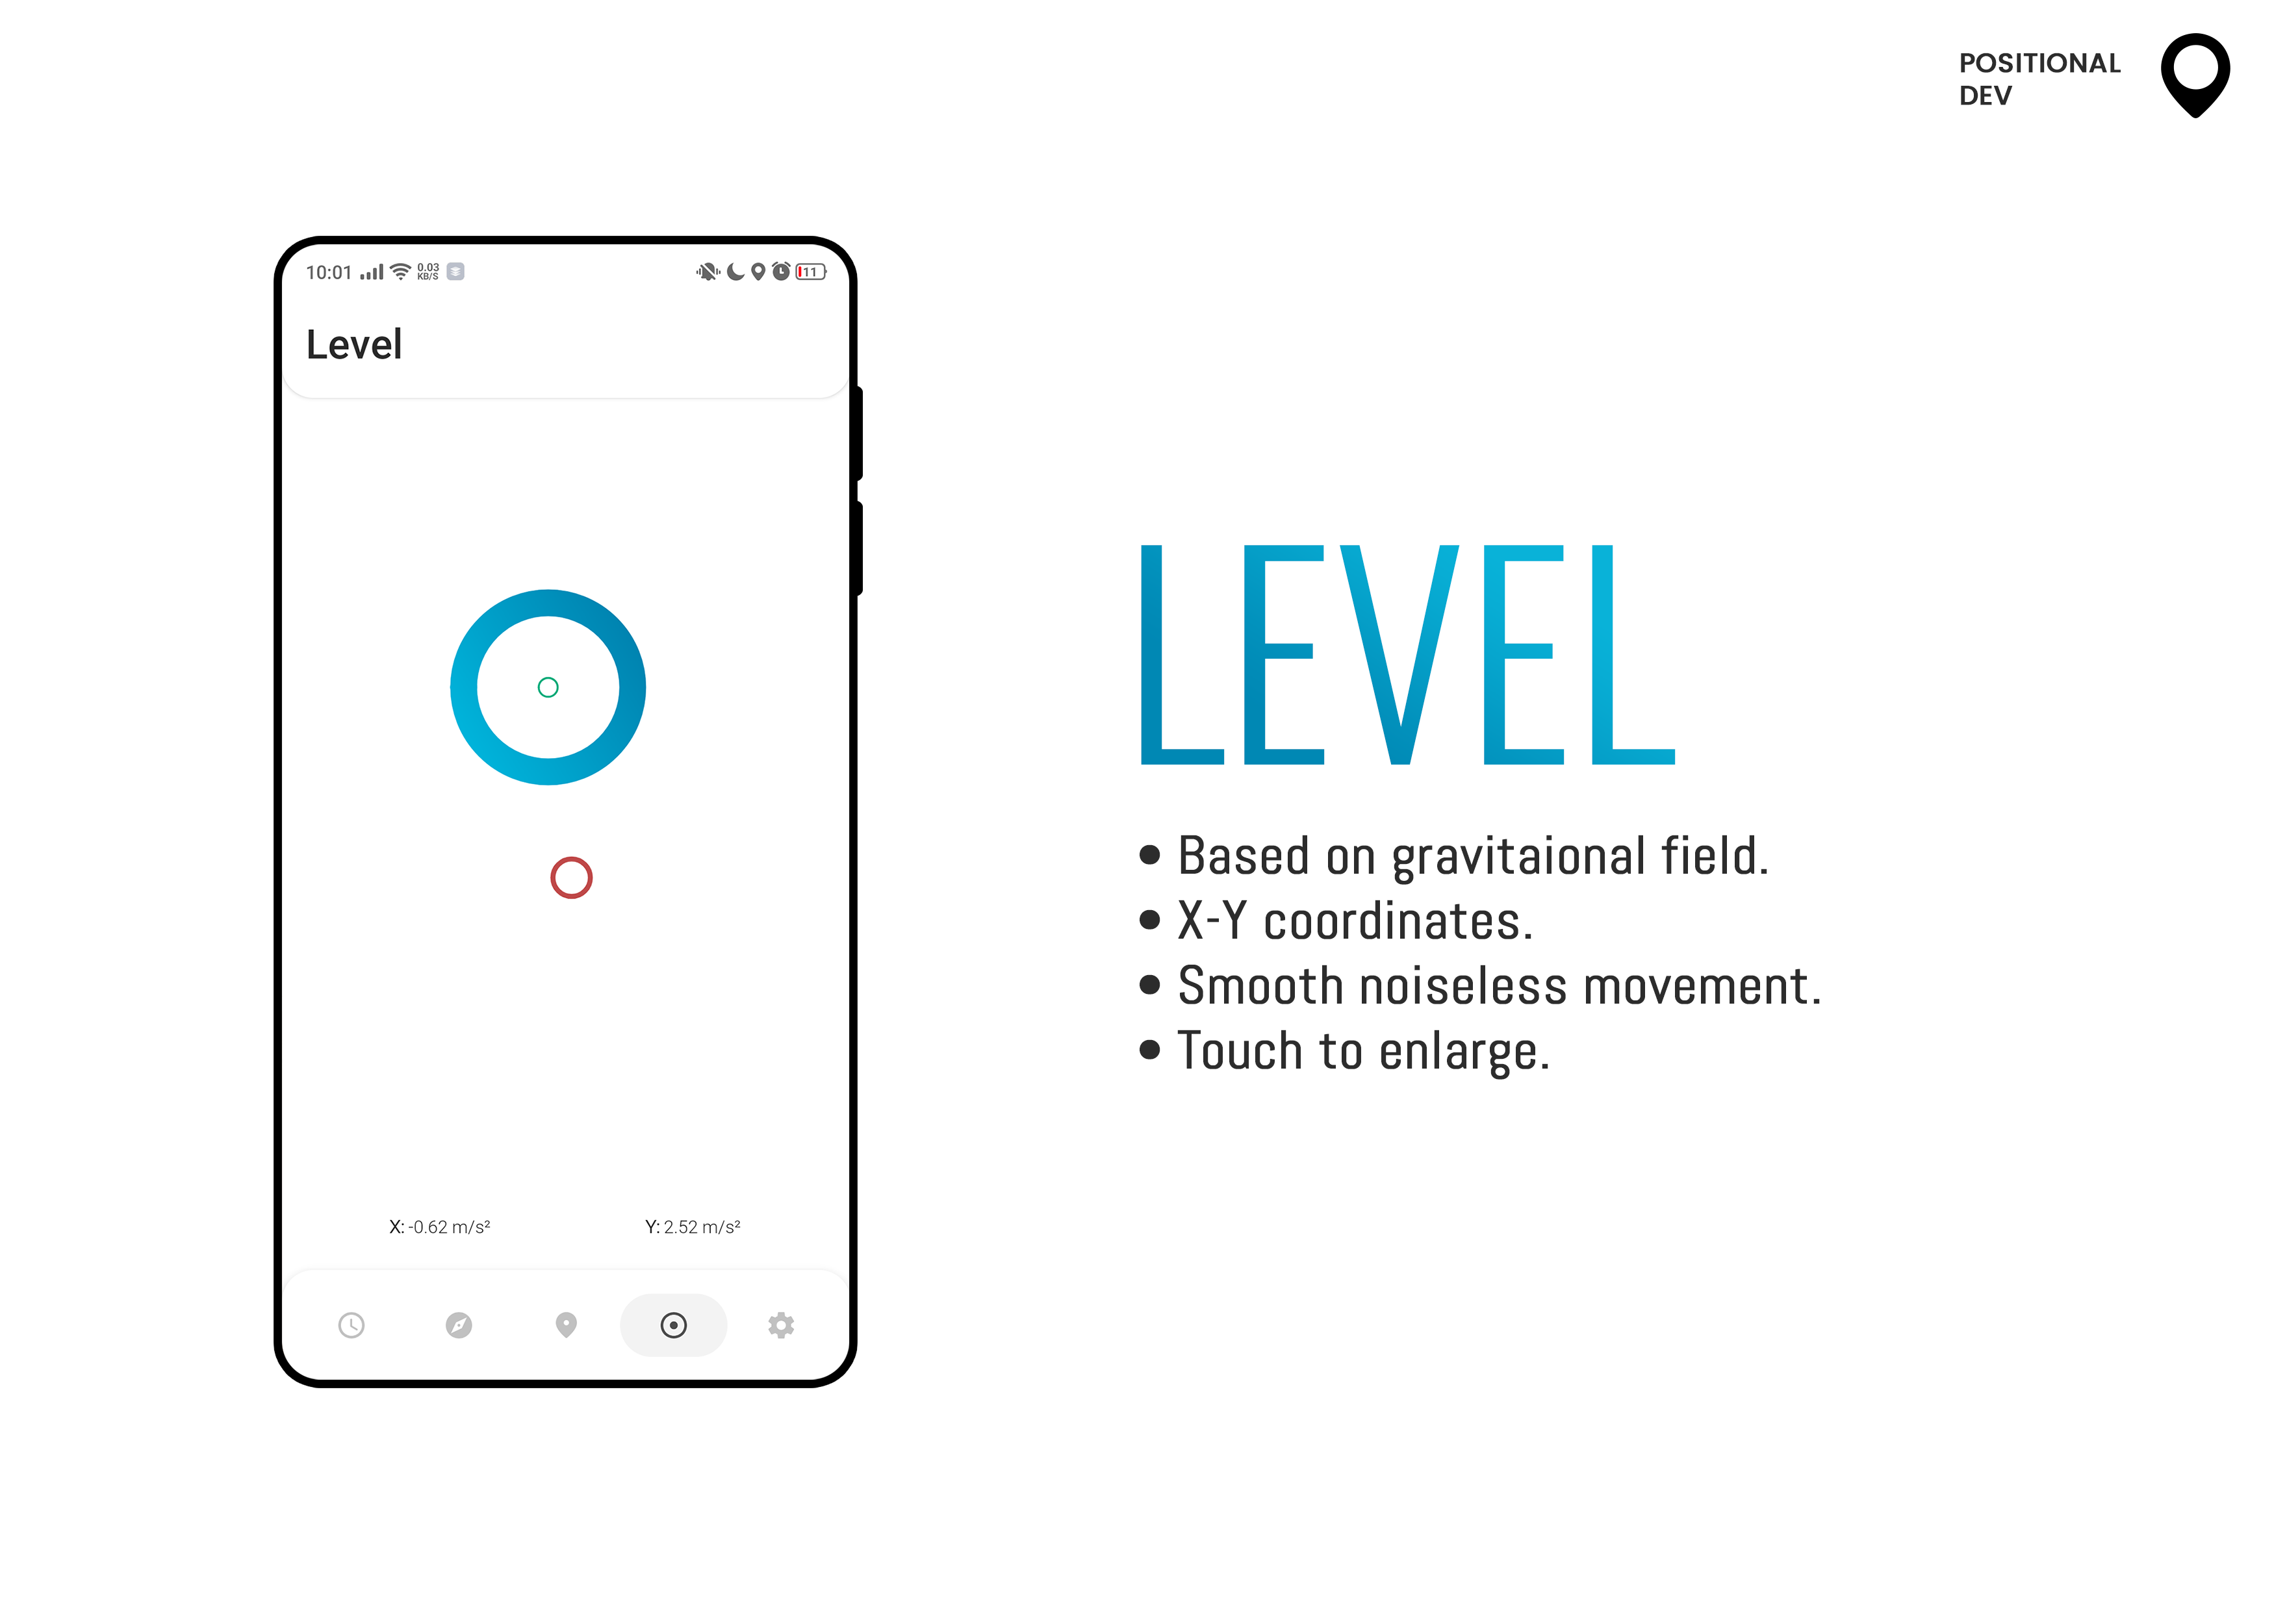 POSITIONAL
DEV
10:01 0.03 KB/S 11
Level
X: -0.62 m/s² Y: 2.52 m/s²
LEVEL
• Based on gravitaional field.
• X-Y coordinates.
• Smooth noiseless movement.
• Touch to enlarge.